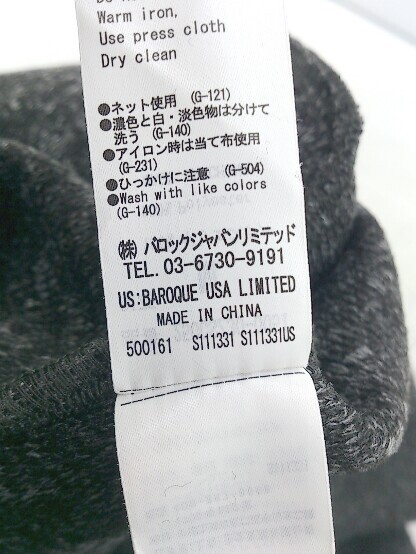 Warm iron,
Use press cloth
Dry clean
●ネット使用 (G-121)
●濃色と白・淡色物は分けて
洗う (G-140)
●アイロン時は当て布使用
(G-231)
●ひっかけに注意 (G-504)
●Wash with like colors
(G-140)
㈱ バロックジャパンリミテッド
TEL. 03-6730-9191
US:BAROQUE USA LIMITED
MADE IN CHINA
500161 S111331 S111331US